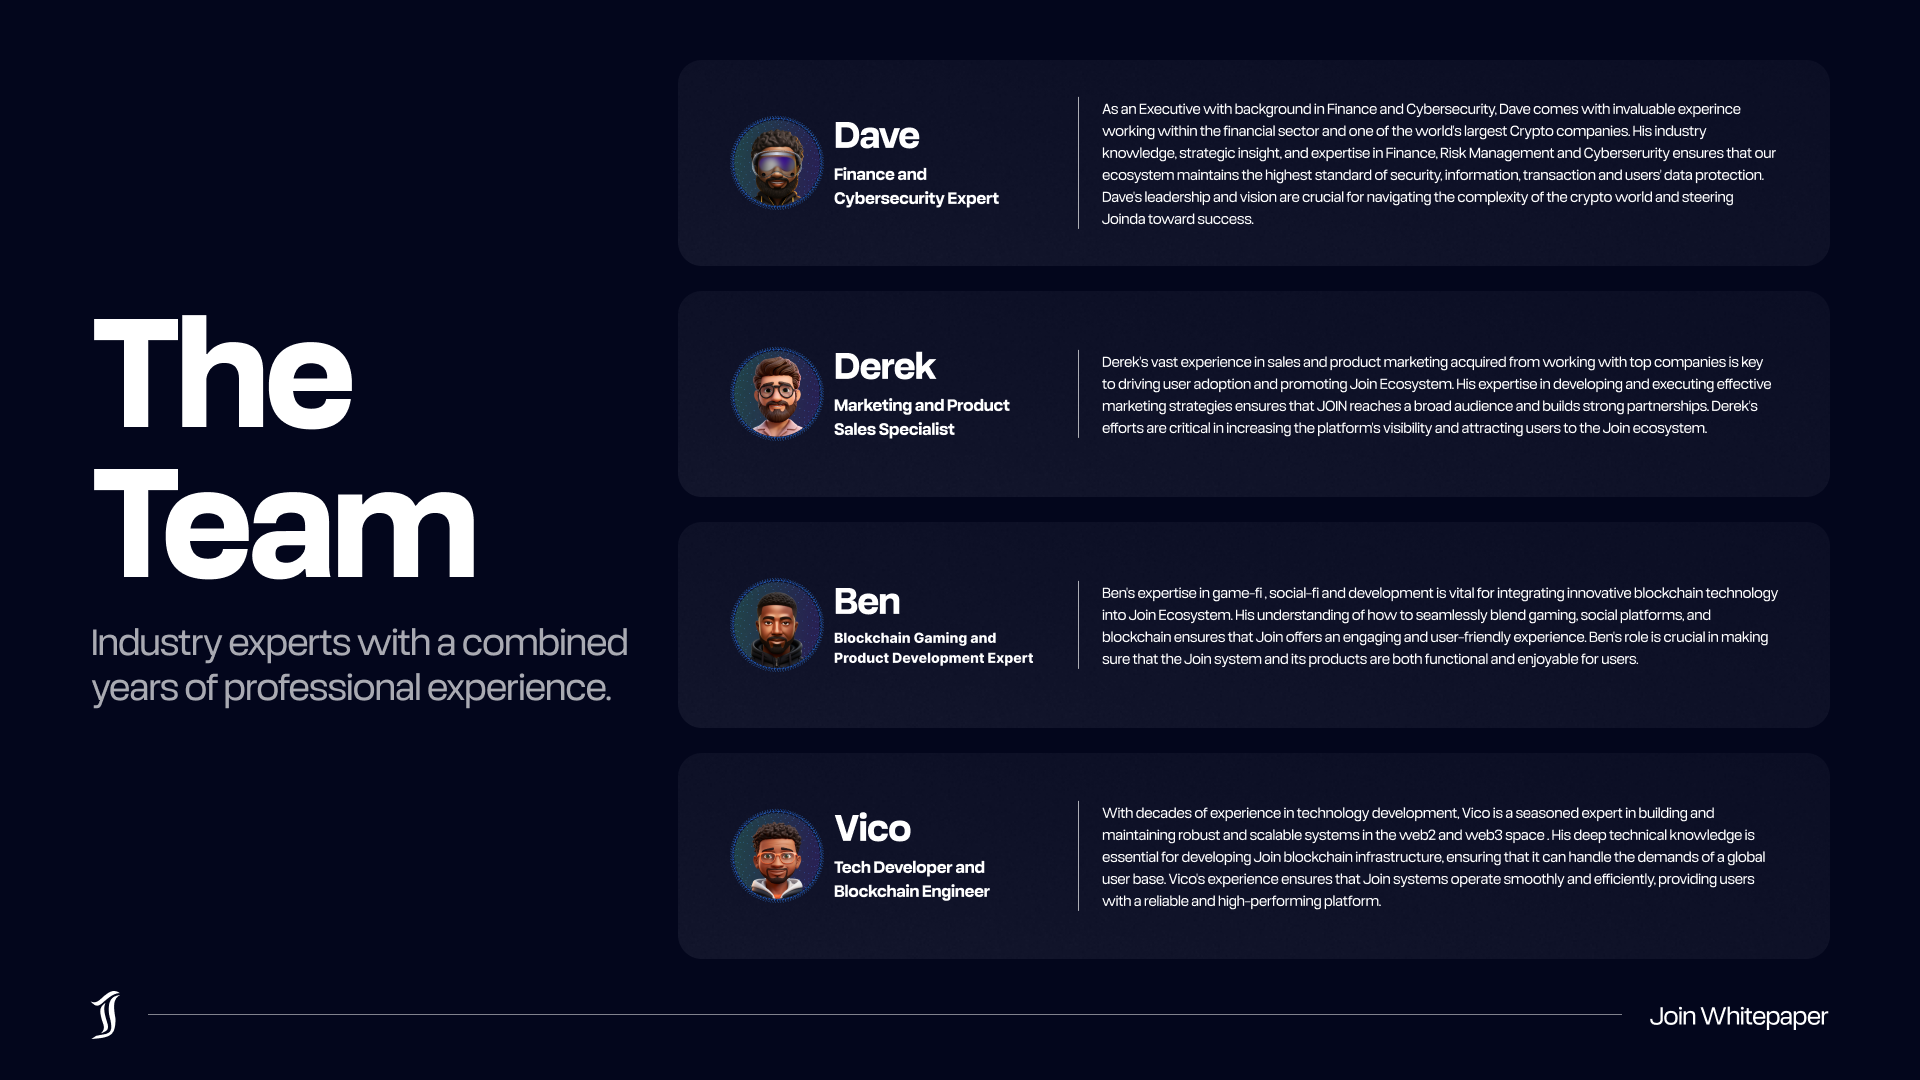 The
Team
Industry experts with a combined
years of professional experience.
Dave
Finance and
Cybersecurity Expert
As an Executive with background in Finance and Cybersecurity, Dave comes with invaluable experince
working within the financial sector and one of the world's largest Crypto companies. His industry
knowledge, strategic insight, and expertise in Finance, Risk Management and Cyberserurity ensures that our
ecosystem maintains the highest standard of security, information, transaction and users' data protection.
Dave's leadership and vision are crucial for navigating the complexity of the crypto world and steering
Joinda toward success.
Derek
Marketing and Product
Sales Specialist
Derek's vast experience in sales and product marketing acquired from working with top companies is key
to driving user adoption and promoting Join Ecosystem. His expertise in developing and executing effective
marketing strategies ensures that JOIN reaches a broad audience and builds strong partnerships. Derek's
efforts are critical in increasing the platform's visibility and attracting users to the Join ecosystem.
Ben
Blockchain Gaming and
Product Development Expert
Ben's expertise in game-fi , social-fi and development is vital for integrating innovative blockchain technology
into Join Ecosystem. His understanding of how to seamlessly blend gaming, social platforms, and
blockchain ensures that Join offers an engaging and user-friendly experience. Ben's role is crucial in making
sure that the Join system and its products are both functional and enjoyable for users.
Vico
Tech Developer and
Blockchain Engineer
With decades of experience in technology development, Vico is a seasoned expert in building and
maintaining robust and scalable systems in the web2 and web3 space . His deep technical knowledge is
essential for developing Join blockchain infrastructure, ensuring that it can handle the demands of a global
user base. Vico's experience ensures that Join systems operate smoothly and efficiently, providing users
with a reliable and high-performing platform.
Join Whitepaper